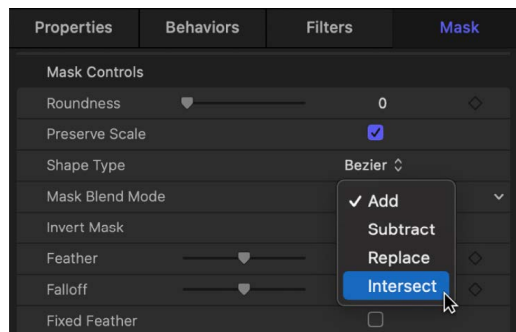 Properties Behaviors Filters Mask
Mask Controls
Roundness 0
Preserve Scale
Shape Type Bezier
Mask Blend Mode Add
Subtract
Invert Mask
Replace
Feather
Intersect
Falloff
Fixed Feather